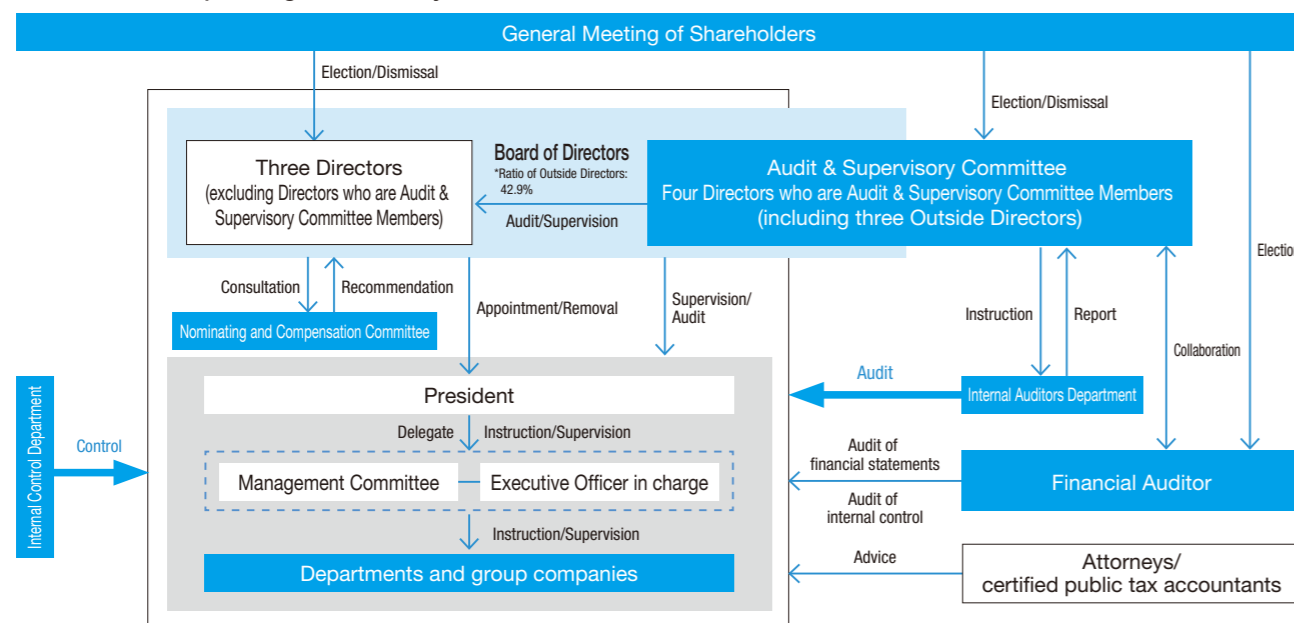 General Meeting of Shareholders
Election/Dismissal
Election/Dismissal
Three Directors
(excluding Directors who are Audit &
Supervisory Committee Members)
Board of Directors
*Ratio of Outside Directors:
42.9%
Audit/Supervision
Audit & Supervisory Committee
Four Directors who are Audit & Supervisory Committee Members
(including three Outside Directors)
Election
Consultation
Recommendation
Appointment/Removal
Supervision/
Audit
Instruction
Report
Collaboration
Nominating and Compensation Committee
Internal Control Department
Control
President
Audit
Internal Auditors Department
Delegate
Instruction/Supervision
Management Committee
Executive Officer in charge
Audit of
financial statements
Audit of
internal control
Financial Auditor
Instruction/Supervision
Departments and group companies
Advice
Attorneys/
certified public tax accountants